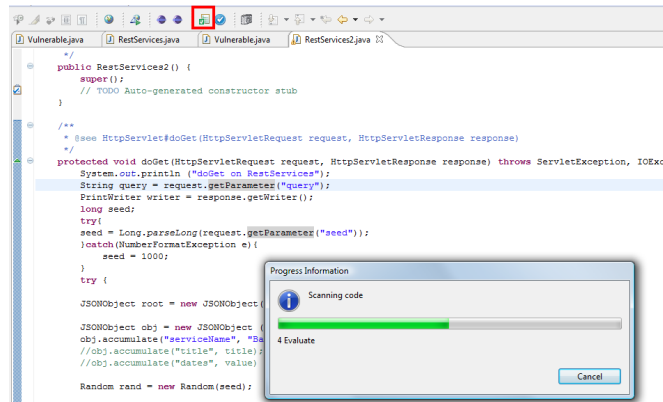 Vulnerable.java RestServices.java Vulnerable.java RestServices2.java
*/
public RestServices2() {
super();
// TODO Auto-generated constructor stub
}
/**
* @see HttpServlet#doGet(HttpServletRequest request, HttpServletResponse response)
*/
protected void doGet(HttpServletRequest request, HttpServletResponse response) throws ServletException, IOExc
System.out.println ("doGet on RestServices");
String query = request.getParameter("query");
PrintWriter writer = response.getWriter();
long seed;
try{
seed = Long.parseLong(request.getParameter("seed"));
}catch(NumberFormatException e){
seed = 1000;
}
try {
JSONObject root = new JSONObject(
JSONObject obj = new JSONObject (
obj.accumulate("serviceName", "Ba
//obj.accumulate("title", title);
//obj.accumulate("dates", value)
Random rand = new Random(seed);
Progress Information
Scanning code
4 Evaluate
Cancel